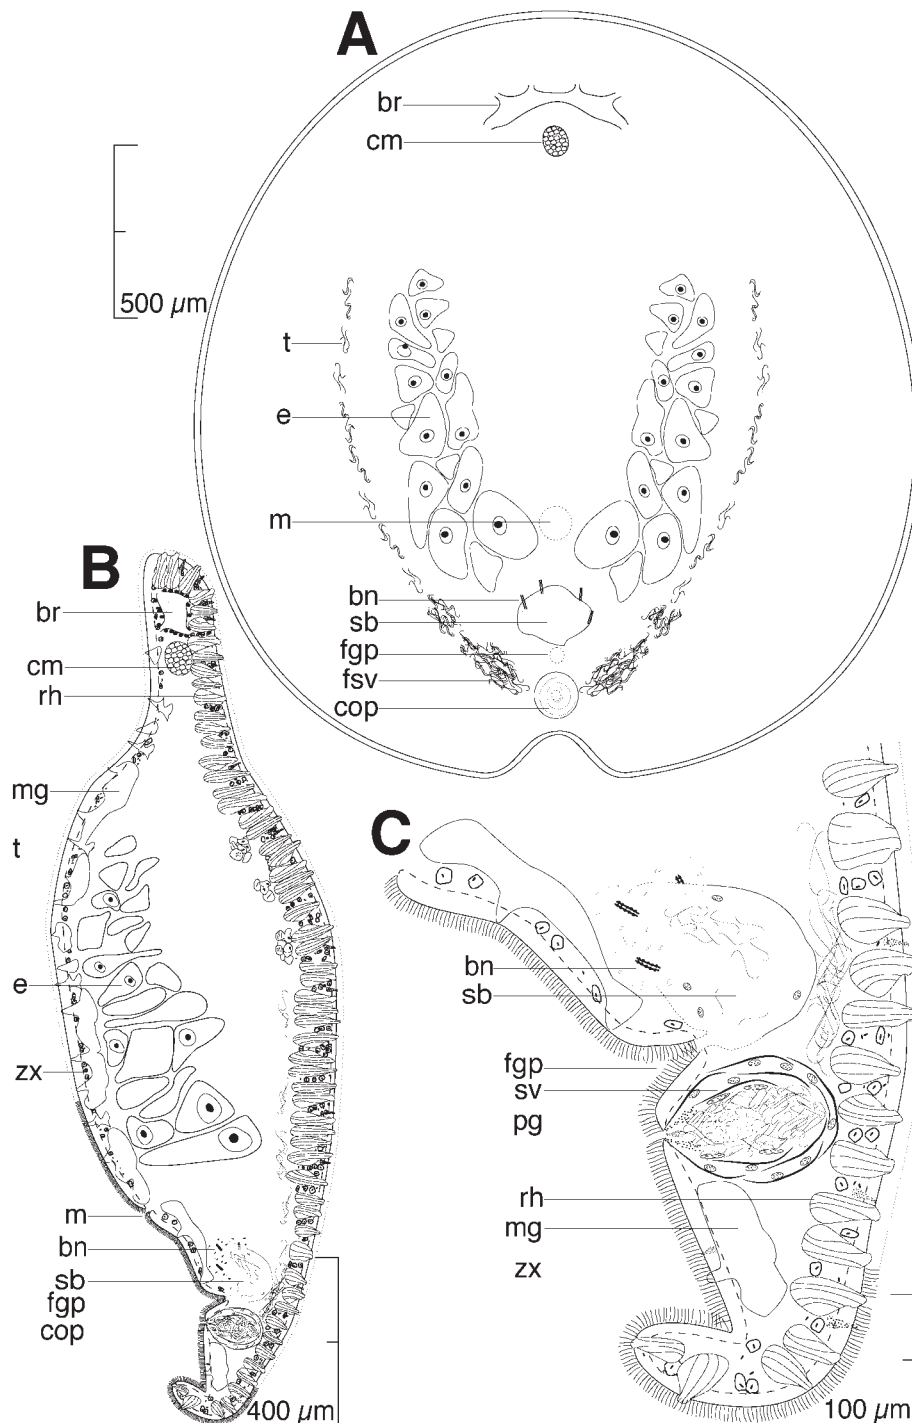 A
br
cm
500 µm
t
e
m
bn
sb
fgp
fsv
cop
B
br
cm
rh
mg
t
e
zx
m
bn
sb
fgp
cop
400 µm
C
bn
sb
fgp
sv
pg
rh
mg
zx
100 µm